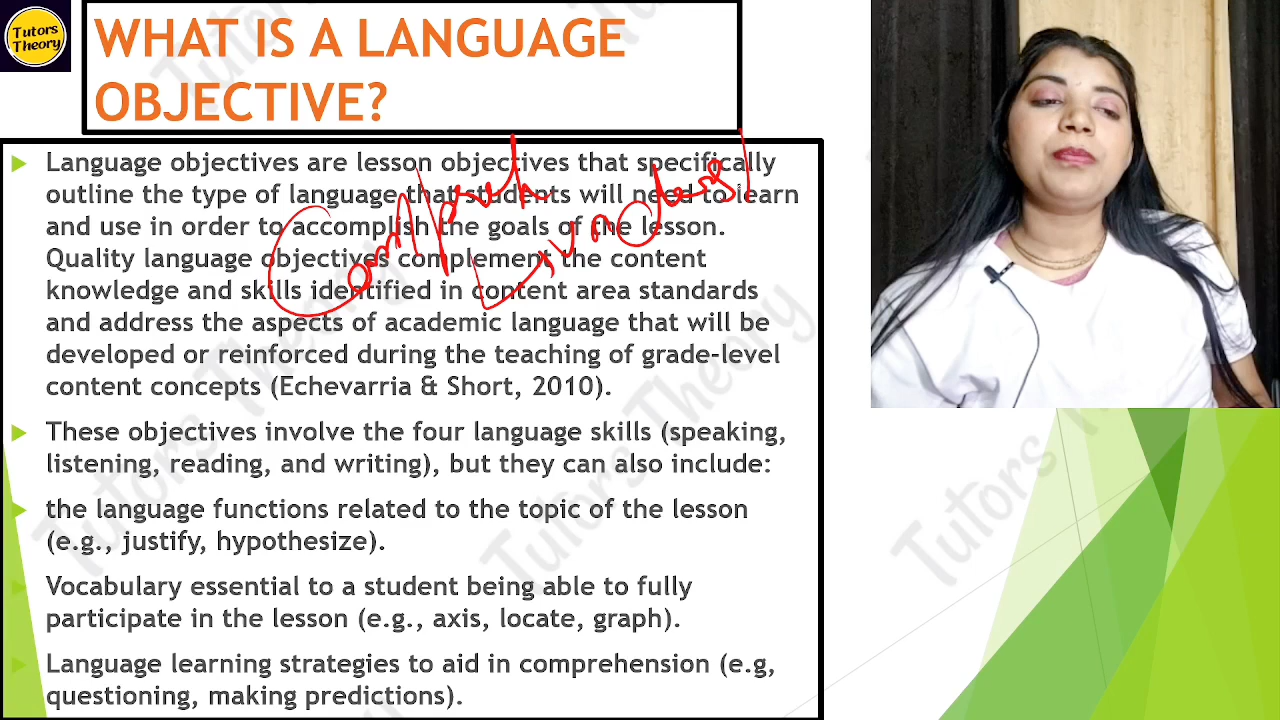 Tutors
Theory
WHAT IS A LANGUAGE
OBJECTIVE?
Language objectives are lesson objectives that specifically
outline the type of language that students will need to learn
and use in order to accomplish the goals of the lesson.
Quality language objectives complement the content
knowledge and skills identified in content area standards
and address the aspects of academic language that will be
developed or reinforced during the teaching of grade-level
content concepts (Echevarria & Short, 2010).
These objectives involve the four language skills (speaking,
listening, reading, and writing), but they can also include:
the language functions related to the topic of the lesson
(e.g., justify, hypothesize).
Vocabulary essential to a student being able to fully
participate in the lesson (e.g., axis, locate, graph).
Language learning strategies to aid in comprehension (e.g,
questioning, making predictions).
Tutors Theory
Tutors Theory
Tutors Theory